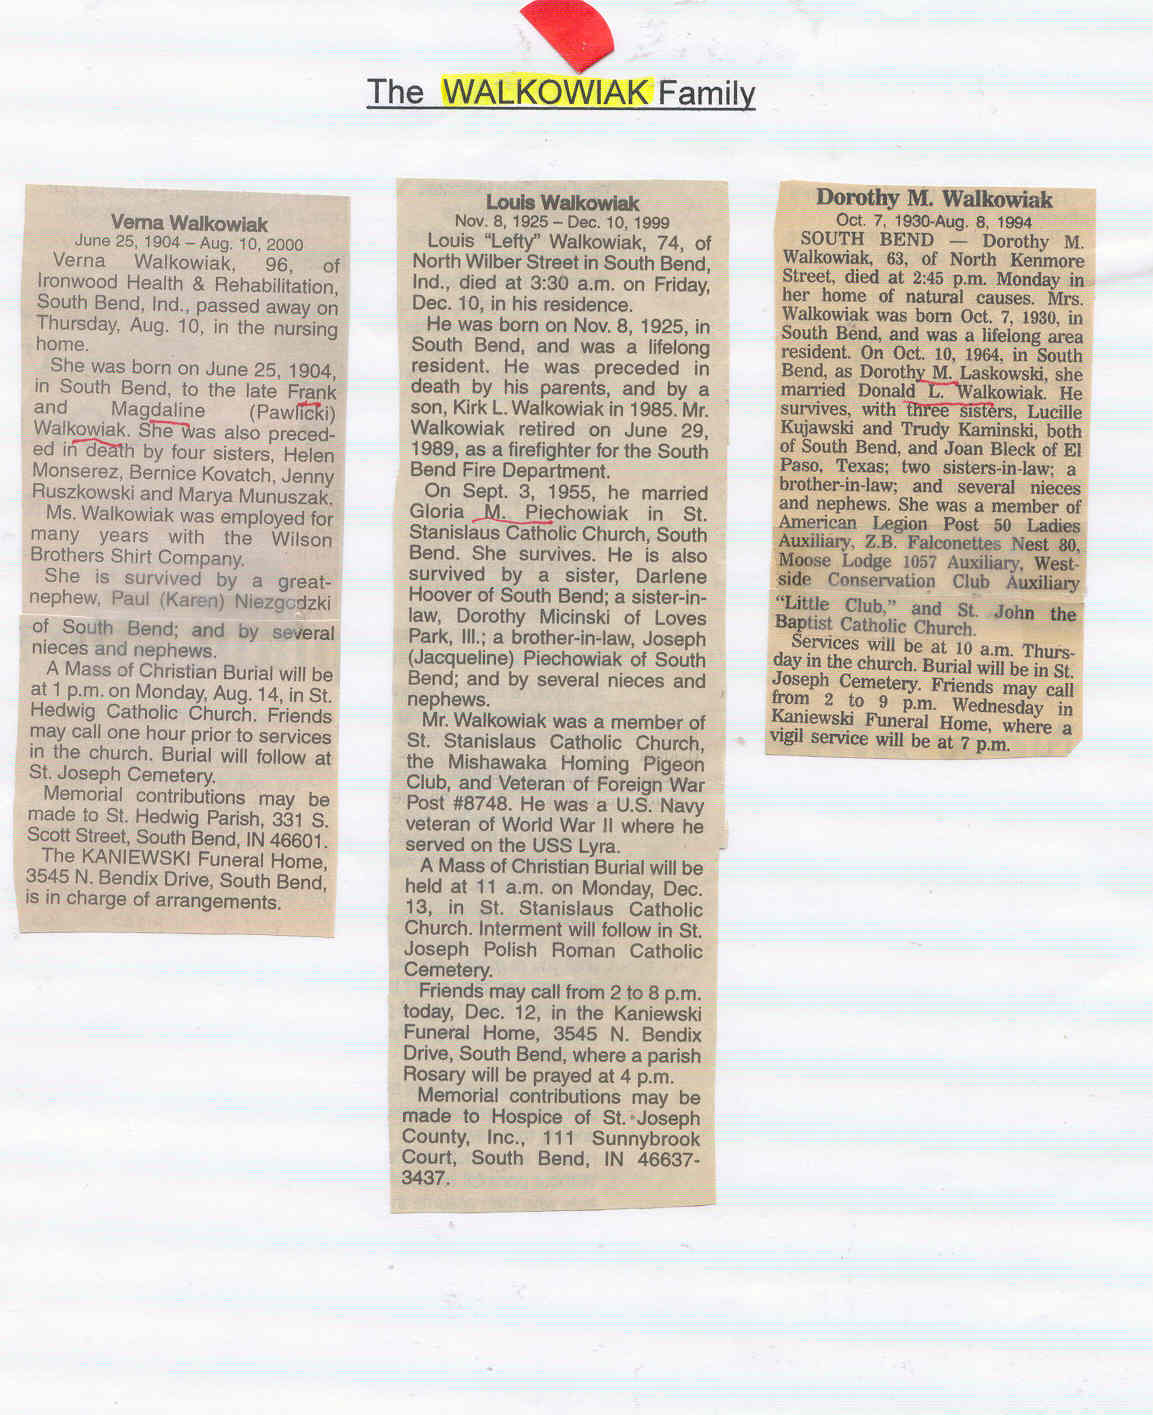 The WALKOWIAK Family
Verna Walkowiak
June 25, 1904 – Aug. 10, 2000
Verna Walkowiak, 96, of
Ironwood Health & Rehabilitation,
South Bend, Ind., passed away on
Thursday, Aug. 10, in the nursing
home.
She was born on June 25, 1904,
in South Bend, to the late Frank
and Magdaline (Pawlicki)
Walkowiak. She was also preced-
ed in death by four sisters, Helen
Monserez, Bernice Kovatch, Jenny
Ruszkowski and Marya Munuszak.
Ms. Walkowiak was employed for
many years with the Wilson
Brothers Shirt Company.
She is survived by a great-
nephew, Paul (Karen) Niezgodzki
of South Bend; and by several
nieces and nephews.
A Mass of Christian Burial will be
at 1 p.m. on Monday, Aug. 14, in St.
Hedwig Catholic Church. Friends
may call one hour prior to services
in the church. Burial will follow at
St. Joseph Cemetery.
Memorial contributions may be
made to St. Hedwig Parish, 331 S.
Scott Street, South Bend, IN 46601.
The KANIEWSKI Funeral Home,
3545 N. Bendix Drive, South Bend,
is in charge of arrangements.
Louis Walkowiak
Nov. 8, 1925 – Dec. 10, 1999
Louis “Lefty” Walkowiak, 74, of
North Wilber Street in South Bend,
Ind., died at 3:30 a.m. on Friday,
Dec. 10, in his residence.
He was born on Nov. 8, 1925, in
South Bend, and was a lifelong
resident. He was preceded in
death by his parents, and by a
son, Kirk L. Walkowiak in 1985. Mr.
Walkowiak retired on June 29,
1989, as a firefighter for the South
Bend Fire Department.
On Sept. 3, 1955, he married
Gloria M. Piechowiak in St.
Stanislaus Catholic Church, South
Bend. She survives. He is also
survived by a sister, Darlene
Hoover of South Bend; a sister-in-
law, Dorothy Micinski of Loves
Park, Ill.; a brother-in-law, Joseph
(Jacqueline) Piechowiak of South
Bend; and by several nieces and
nephews.
Mr. Walkowiak was a member of
St. Stanislaus Catholic Church,
the Mishawaka Homing Pigeon
Club, and Veteran of Foreign War
Post #8748. He was a U.S. Navy
veteran of World War II where he
served on the USS Lyra.
A Mass of Christian Burial will be
held at 11 a.m. on Monday, Dec.
13, in St. Stanislaus Catholic
Church. Interment will follow in St.
Joseph Polish Roman Catholic
Cemetery.
Friends may call from 2 to 8 p.m.
today, Dec. 12, in the Kaniewski
Funeral Home, 3545 N. Bendix
Drive, South Bend, where a parish
Rosary will be prayed at 4 p.m.
Memorial contributions may be
made to Hospice of St. Joseph
County, Inc., 111 Sunnybrook
Court, South Bend, IN 46637-
3437.
Dorothy M. Walkowiak
Oct. 7, 1930-Aug. 8, 1994
SOUTH BEND — Dorothy M.
Walkowiak, 63, of North Kenmore
Street, died at 2:45 p.m. Monday in
her home of natural causes. Mrs.
Walkowiak was born Oct. 7, 1930, in
South Bend, and was a lifelong area
resident. On Oct. 10, 1964, in South
Bend, as Dorothy M. Laskowski, she
married Donald L. Walkowiak. He
survives, with three sisters, Lucille
Kujawski and Trudy Kaminski, both
of South Bend, and Joan Bleck of El
Paso, Texas; two sisters-in-law; a
brother-in-law; and several nieces
and nephews. She was a member of
American Legion Post 50 Ladies
Auxiliary, Z.B. Falconettes Nest 80,
Moose Lodge 1057 Auxiliary, West-
side Conservation Club Auxiliary
“Little Club,” and St. John the
Baptist Catholic Church.
Services will be at 10 a.m. Thurs-
day in the church. Burial will be in St.
Joseph Cemetery. Friends may call
from 2 to 9 p.m. Wednesday in
Kaniewski Funeral Home, where a
vigil service will be at 7 p.m.